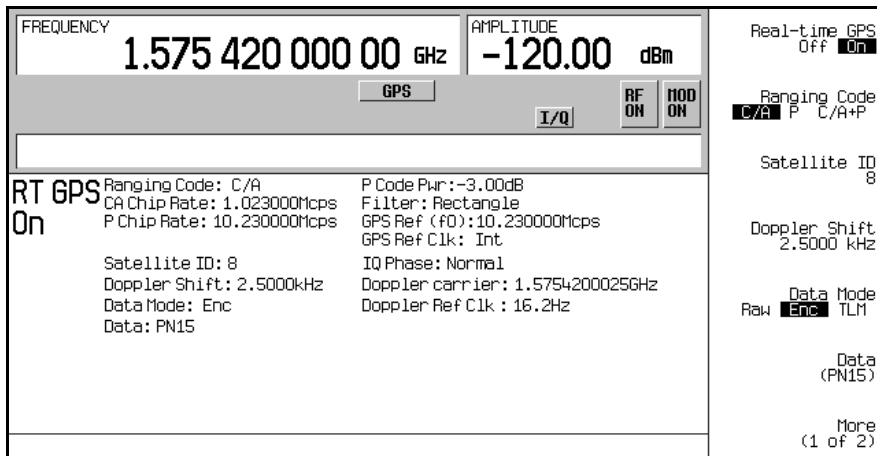 FREQUENCY
1.575 420 000 00 GHz
AMPLITUDE
-120.00 dBm
GPS
I/Q
RF ON
MOD ON
RT GPS On
Ranging Code: C/A
CA Chip Rate: 1.023000Mcps
P Chip Rate: 10.230000Mcps
P Code Pwr:-3.00dB
Filter: Rectangle
GPS Ref (f0):10.230000Mcps
GPS Ref Clk: Int
Satellite ID: 8
Doppler Shift: 2.5000kHz
Data Mode: Enc
Data: PN15
IQ Phase: Normal
Doppler carrier: 1.5754200025GHz
Doppler Ref Clk : 16.2Hz
Real-time GPS
Off On
Ranging Code
C/A P C/A+P
Satellite ID
8
Doppler Shift
2.5000 kHz
Data Mode
Raw Enc TLM
Data
(PN15)
More
(1 of 2)